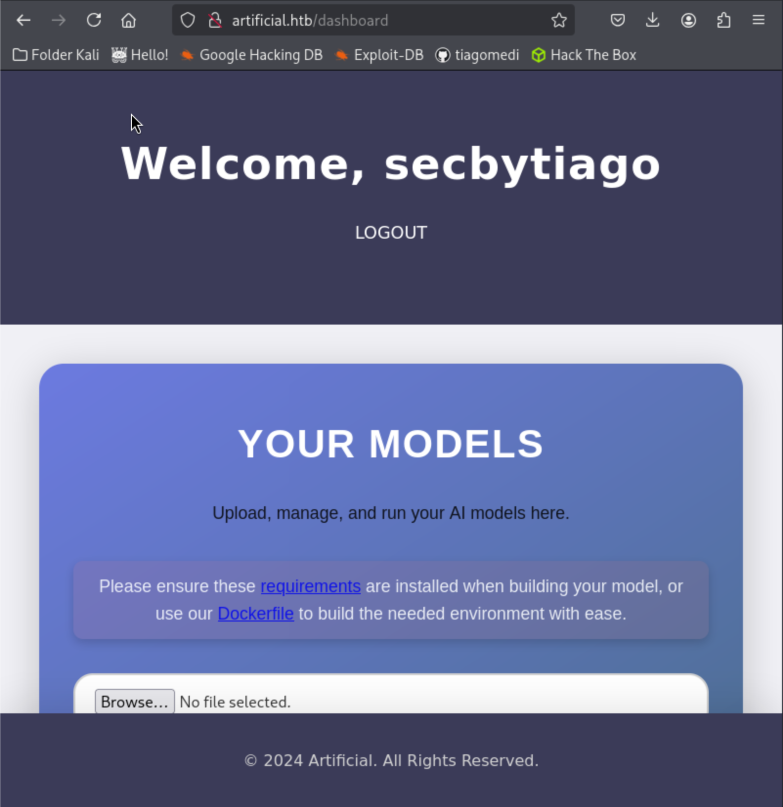 artificial.htb/dashboard
Folder Kali Hello! Google Hacking DB Exploit-DB tiagomedi Hack The Box
Welcome, secbytiago
LOGOUT
YOUR MODELS
Upload, manage, and run your AI models here.
Please ensure these requirements are installed when building your model, or
use our Dockerfile to build the needed environment with ease.
Browse... No file selected.
© 2024 Artificial. All Rights Reserved.